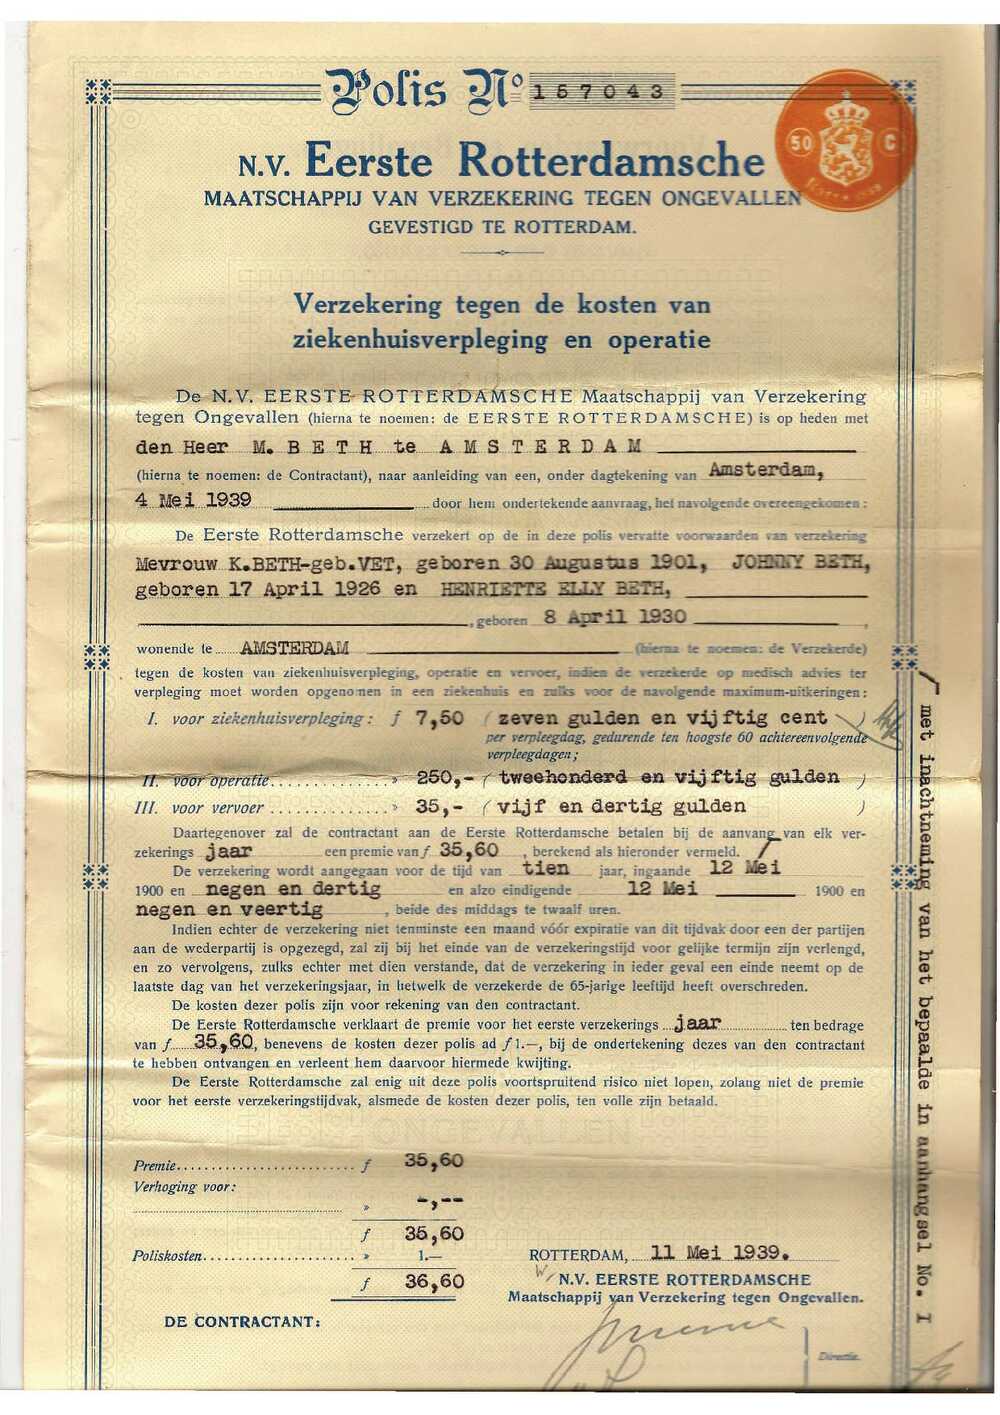 Polis No 157043
50 C
N.V. Eerste Rotterdamsche
MAATSCHAPPIJ VAN VERZEKERING TEGEN ONGEVALLEN
GEVESTIGD TE ROTTERDAM.
Verzekering tegen de kosten van
ziekenhuisverpleging en operatie
De N.V. EERSTE ROTTERDAMSCHE Maatschappij van Verzekering
tegen Ongevallen (hierna te noemen: de EERSTE ROTTERDAMSCHE) is op heden met
den Heer M. BETH te AMSTERDAM
(hierna te noemen: de Contractant), naar aanleiding van een, onder dagtekening van Amsterdam,
4 Mei 1939 door hem ondertekende aanvraag, het navolgende overeengekomen:
De Eerste Rotterdamsche verzekert op de in deze polis vervatte voorwaarden van verzekering
Mevrouw K.BETH-geb.VET, geboren 30 Augustus 1901, JOHNNY BETH,
geboren 17 April 1926 en HENRIETTE ELLY BETH,
, geboren 8 April 1930 ,
wonende te AMSTERDAM (hierna te noemen: de Verzekerde)
tegen de kosten van ziekenhuisverpleging, operatie en vervoer, indien de verzekerde op medisch advies ter
verpleging moet worden opgenomen in een ziekenhuis en zulks voor de navolgende maximum-uitkeringen:
I. voor ziekenhuisverpleging: f 7,50 (zeven gulden en vijftig cent)
per verpleegdag, gedurende ten hoogste 60 achtereenvolgende
verpleegdagen;
II. voor operatie.............. » 250,- (tweehonderd en vijftig gulden)
III. voor vervoer.............. » 35,- (vijf en dertig gulden)
Daartegenover zal de contractant aan de Eerste Rotterdamsche betalen bij de aanvang van elk ver-
zekerings jaar een premie van f 35,60, berekend als hieronder vermeld.
De verzekering wordt aangegaan voor de tijd van tien jaar, ingaande 12 Mei
1900 en negen en dertig en alzo eindigende 12 Mei 1900 en
negen en veertig, beide des middags te twaalf uren.
Indien echter de verzekering niet tenminste een maand vóór expiratie van dit tijdvak door een der partijen
aan de wederpartij is opgezegd, zal zij bij het einde van de verzekeringstijd voor gelijke termijn zijn verlengd,
en zo vervolgens, zulks echter met dien verstande, dat de verzekering in ieder geval een einde neemt op de
laatste dag van het verzekeringsjaar, in hetwelk de verzekerde de 65-jarige leeftijd heeft overschreden.
De kosten dezer polis zijn voor rekening van den contractant.
De Eerste Rotterdamsche verklaart de premie voor het eerste verzekerings jaar ten bedrage
van f 35,60, benevens de kosten dezer polis ad f 1.—, bij de ondertekening dezes van den contractant
te hebben ontvangen en verleent hem daarvoor hiermede kwijting.
De Eerste Rotterdamsche zal enig uit deze polis voortspruitend risico niet lopen, zolang niet de premie
voor het eerste verzekeringstijdvak, alsmede de kosten dezer polis, ten volle zijn betaald.
ONGEVALLEN
Premie.......................... f 35,60
Verhoging voor:
» -,--
f 35,60
Poliskosten...................... » 1.—
f 36,60
ROTTERDAM, 11 Mei 1939.
N.V. EERSTE ROTTERDAMSCHE
Maatschappij van Verzekering tegen Ongevallen.
DE CONTRACTANT:
Directie.
met inachtneming van het bepaalde in aanhangsel No. I